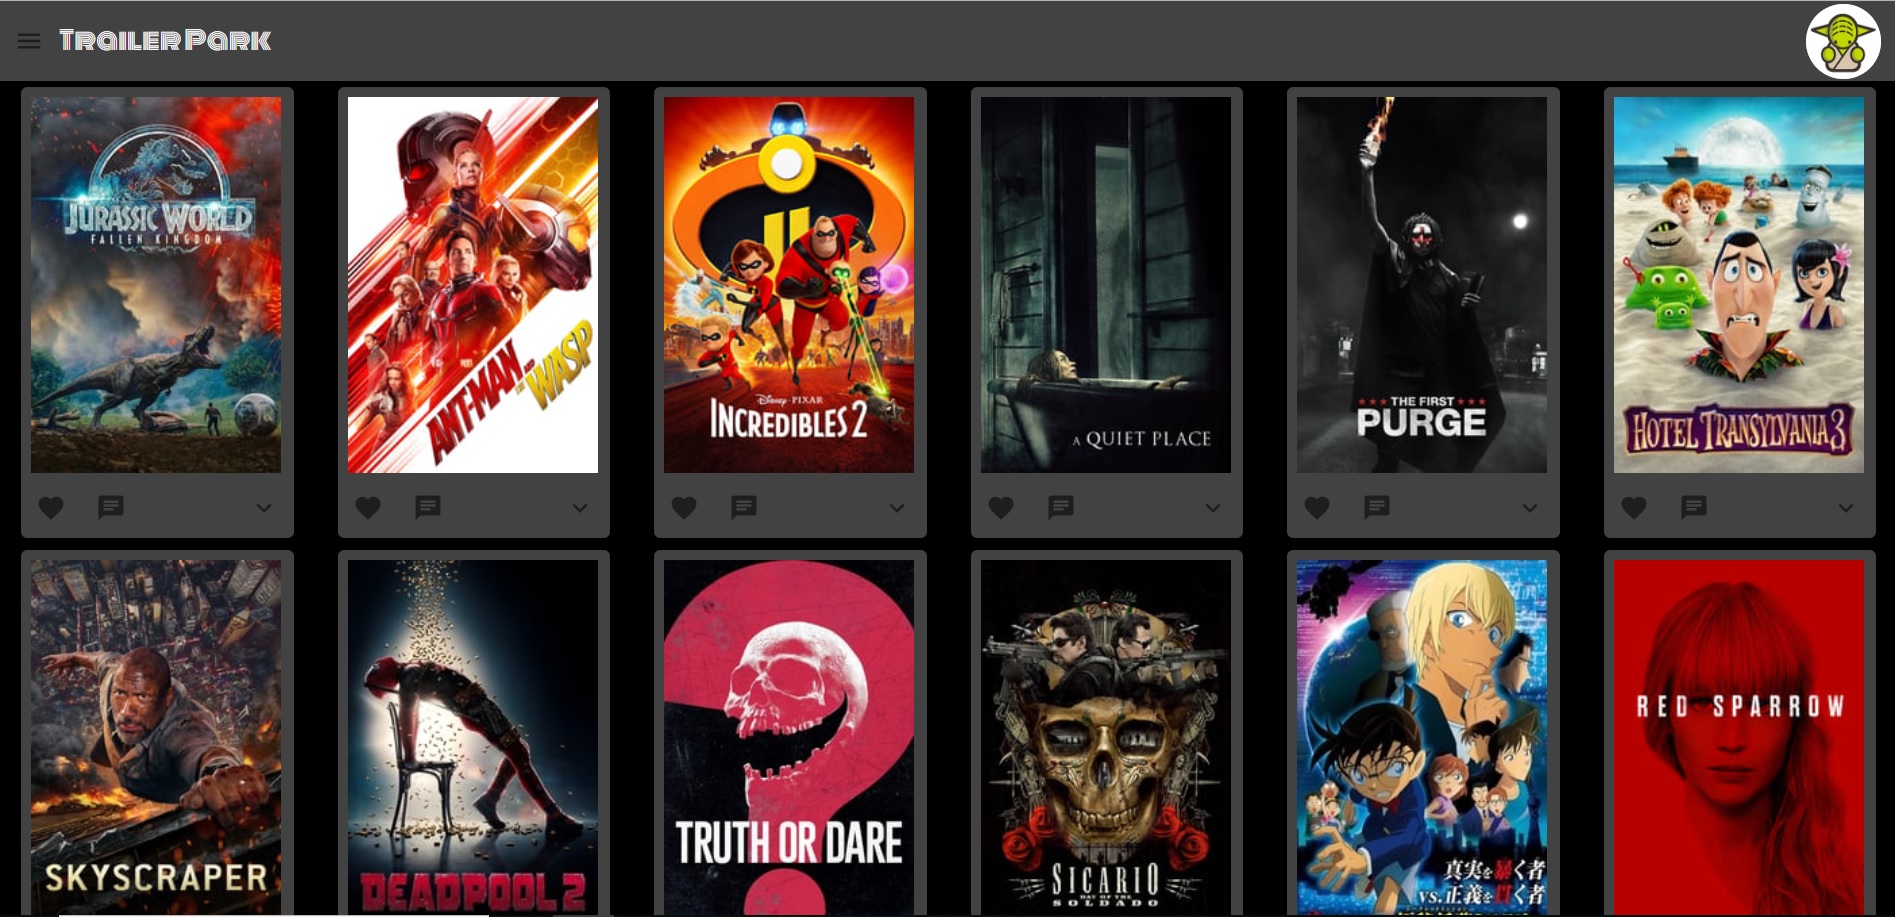 TRAILER PARK
JURASSIC WORLD
FALLEN KINGDOM
ANT-MAN
AND THE
WASP
Disney · PIXAR
INCREDIBLES 2
A QUIET PLACE
THE FIRST
PURGE
HOTEL TRANSYLVANIA 3
SKYSCRAPER
DEADPOOL 2
TRUTH OR DARE
SICARIO
DAY OF THE
SOLDADO
真実を暴く者
vs.正義を貫く者
RED SPARROW